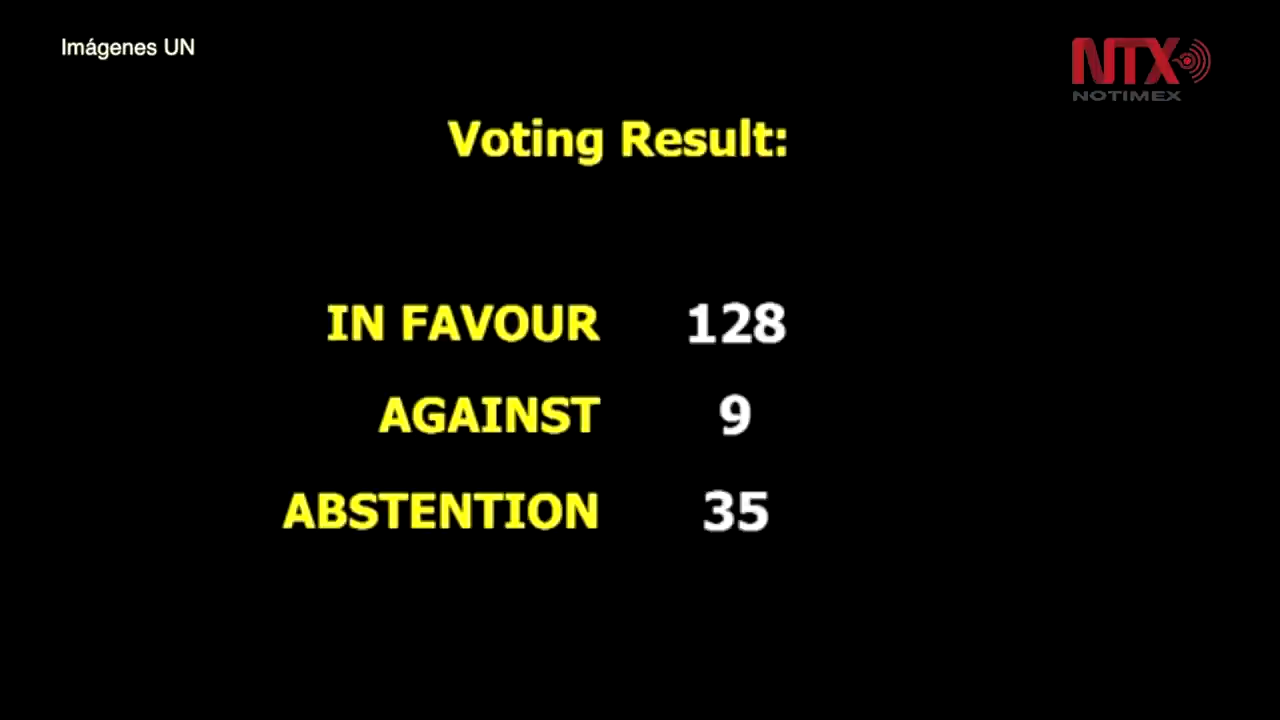 Imágenes UN
NTX
NOTIMEX
Voting Result:
IN FAVOUR 128
AGAINST 9
ABSTENTION 35